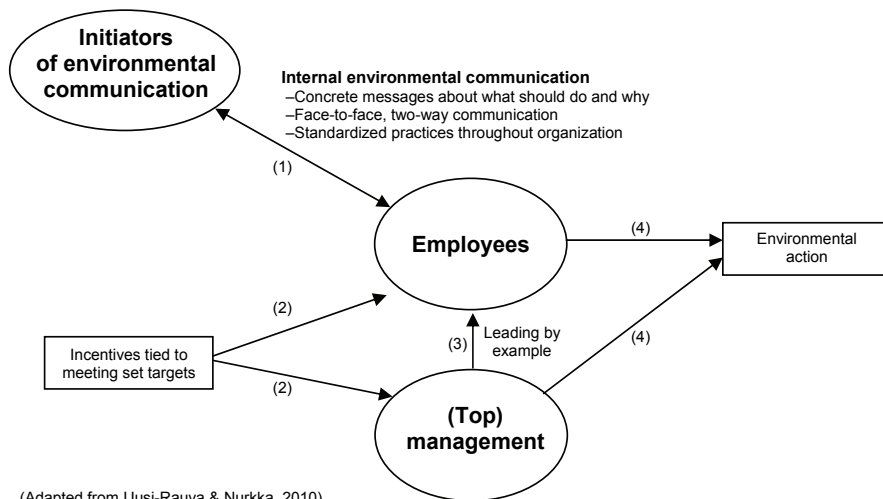 Initiators
of environmental
communication
Internal environmental communication
–Concrete messages about what should do and why
–Face-to-face, two-way communication
–Standardized practices throughout organization
(1)
Employees
(4)
Environmental
action
(2)
(3)
Leading by
example
(4)
Incentives tied to
meeting set targets
(2)
(Top)
management
(Adapted from Uusi-Rauva & Nurkka, 2010)